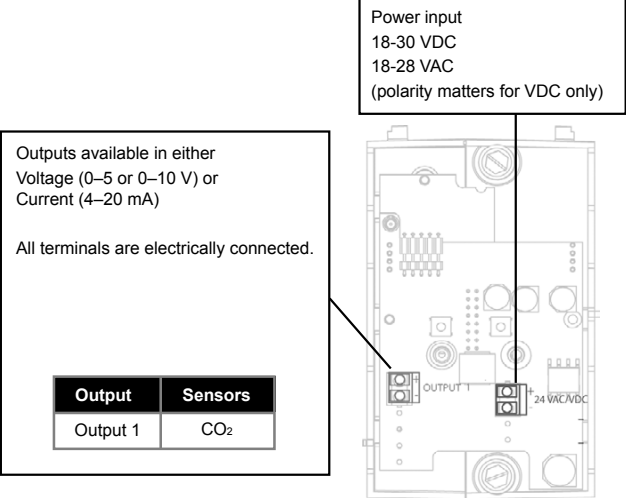 Power input
18-30 VDC
18-28 VAC
(polarity matters for VDC only)
Outputs available in either
Voltage (0–5 or 0–10 V) or
Current (4–20 mA)
All terminals are electrically connected.
Output Sensors
Output 1 CO₂
+
-
OUTPUT 1
+
-
24 VAC/VDC